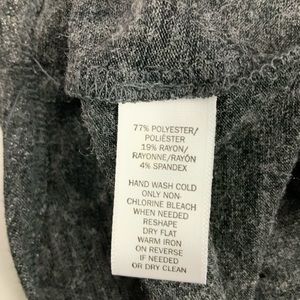 77% POLYESTER/
POLIÉSTER
19% RAYON/
RAYONNE/RAYÓN
4% SPANDEX
HAND WASH COLD
ONLY NON-
CHLORINE BLEACH
WHEN NEEDED
RESHAPE
DRY FLAT
WARM IRON
ON REVERSE
IF NEEDED
OR DRY CLEAN